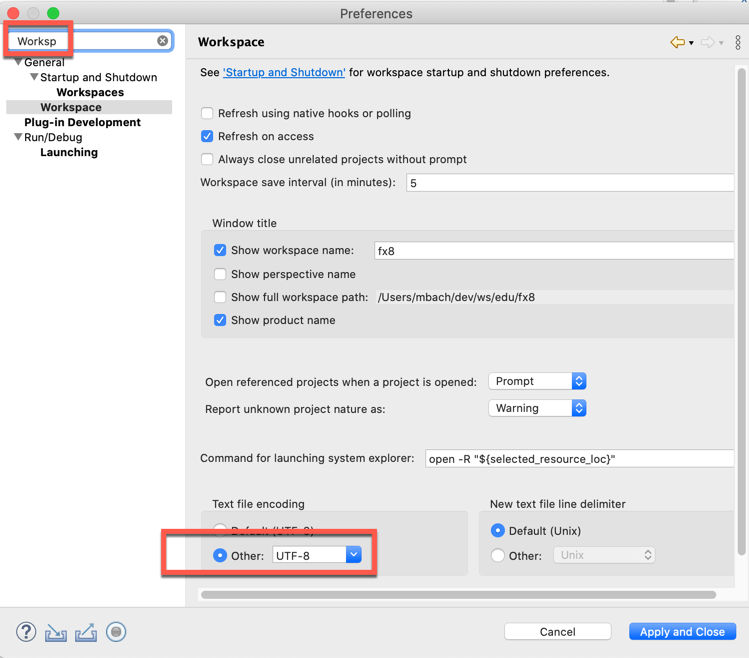 Preferences
Worksp
General
Startup and Shutdown
Workspaces
Workspace
Plug-in Development
Run/Debug
Launching
Workspace
See 'Startup and Shutdown' for workspace startup and shutdown preferences.
Refresh using native hooks or polling
Refresh on access
Always close unrelated projects without prompt
Workspace save interval (in minutes): 5
Window title
Show workspace name: fx8
Show perspective name
Show full workspace path: /Users/mbach/dev/ws/edu/fx8
Show product name
Open referenced projects when a project is opened: Prompt
Report unknown project nature as: Warning
Command for launching system explorer: open -R "${selected_resource_loc}"
Text file encoding
Default (UTF-8)
Other: UTF-8
New text file line delimiter
Default (Unix)
Other: Unix
?
Cancel
Apply and Close